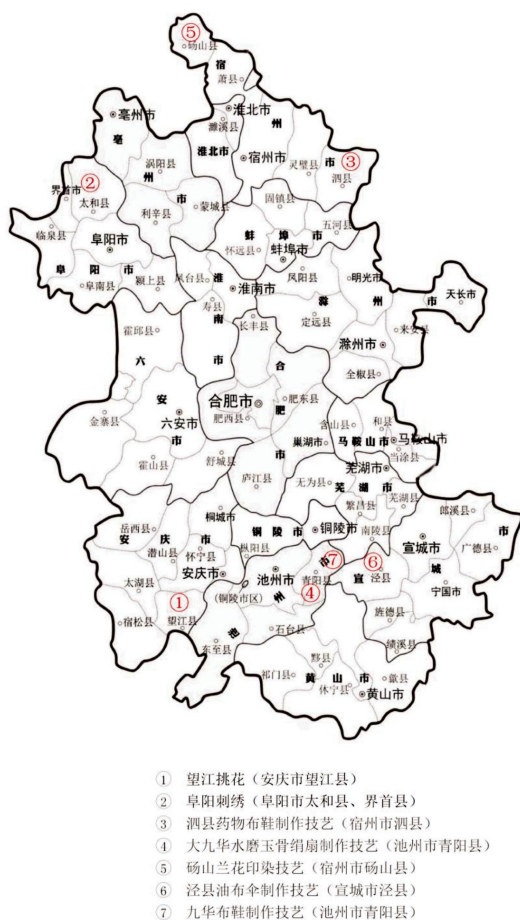 ⑤
砀山县
宿
萧县
亳州市
淮北市
亳
濉溪县
州
淮北市
宿州市
涡阳县
灵璧县
市
③
泗县
②
界首市
太和县
州
市
利辛县
蒙城县
固镇县
临泉县
阜阳市
蚌埠市
五河县
怀远县
蚌埠市
阜阳市
阜南县
颍上县
凤台县
淮
淮南市
凤阳县
明光市
滁州市
天长市
寿县
南
市
霍邱县
长丰县
定远县
来安县
滁州市
六
合
全椒县
安
合肥市
肥东县
肥西县
肥
含山县
和县
金寨县
六安市
巢湖市
马鞍山市
马鞍山市
当涂县
市
市
霍山县
舒城县
庐江县
无为县
芜湖市
芜湖市
芜湖县
繁昌县
郎溪县
桐城市
铜陵市
铜陵市
南陵县
宣城市
市
广德县
岳西县
安庆市
潜山县
怀宁县
枞阳县
安庆市
池州市
市
⑦
⑥
宣
泾县
城
宁国市
太湖县
青阳县
④
①
(铜陵市区)
州
旌德县
宿松县
望江县
池
石台县
东至县
绩溪县
黟县
祁门县
黄山市
歙县
休宁县
黄山市
① 望江挑花（安庆市望江县）
② 阜阳刺绣（阜阳市太和县、界首县）
③ 泗县药物布鞋制作技艺（宿州市泗县）
④ 大九华水磨玉骨绢扇制作技艺（池州市青阳县）
⑤ 砀山兰花印染技艺（宿州市砀山县）
⑥ 泾县油布伞制作技艺（宣城市泾县）
⑦ 九华布鞋制作技艺（池州市青阳县）